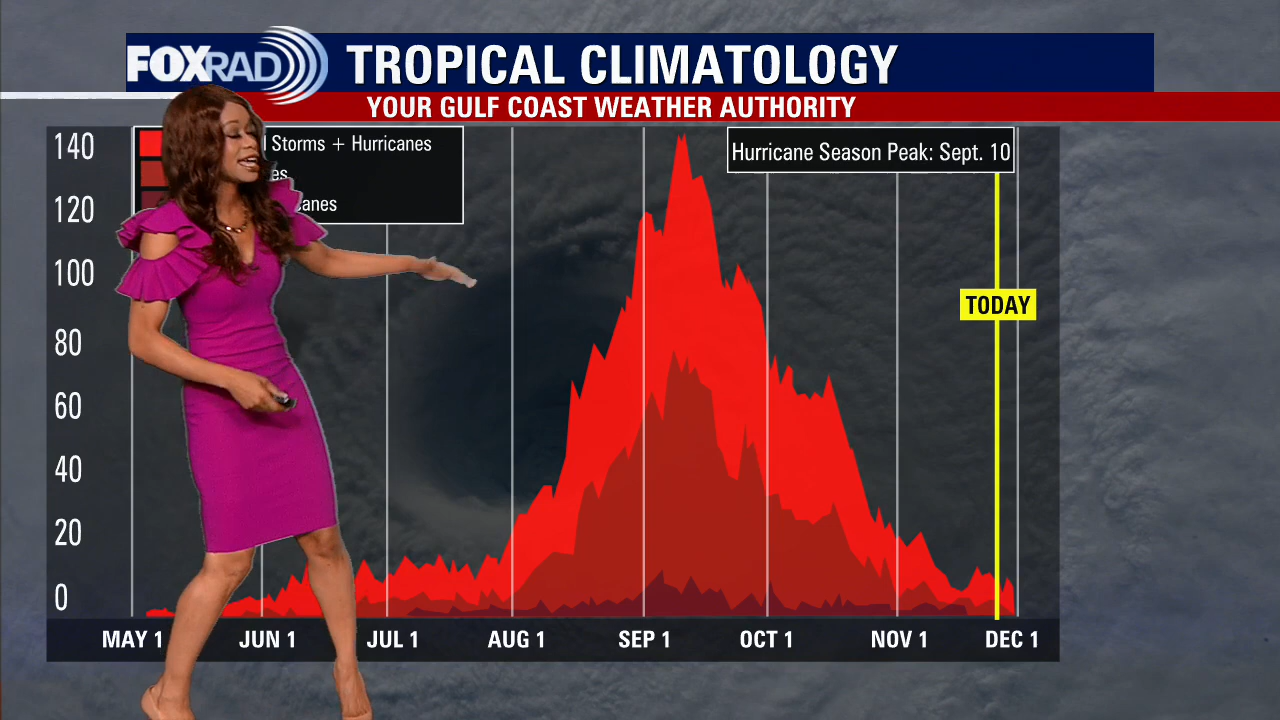 FOXRAD
TROPICAL CLIMATOLOGY
YOUR GULF COAST WEATHER AUTHORITY
Storms + Hurricanes
Hurricane Season Peak: Sept. 10
140
120
100
80
60
40
20
0
TODAY
MAY 1
JUN 1
JUL 1
AUG 1
SEP 1
OCT 1
NOV 1
DEC 1